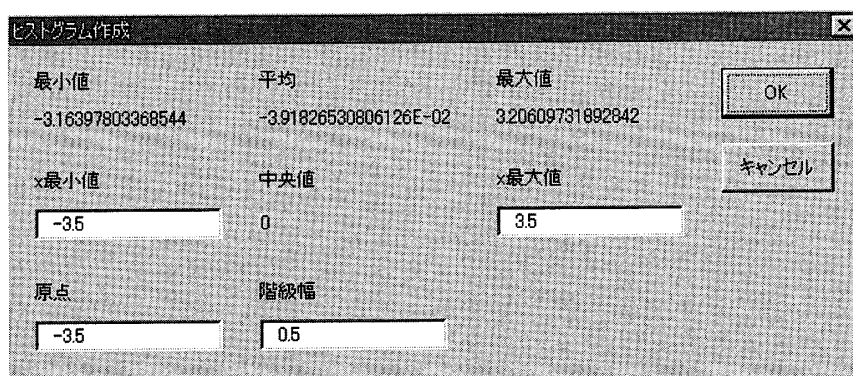 ヒストグラム作成
最小値 平均 最大値
-3.16397803368544 -3.91826530806126E-02 3.20609731892842
OK
x最小値 中央値 x最大値
キャンセル
-3.5 0 3.5
原点 階級幅
-3.5 0.5